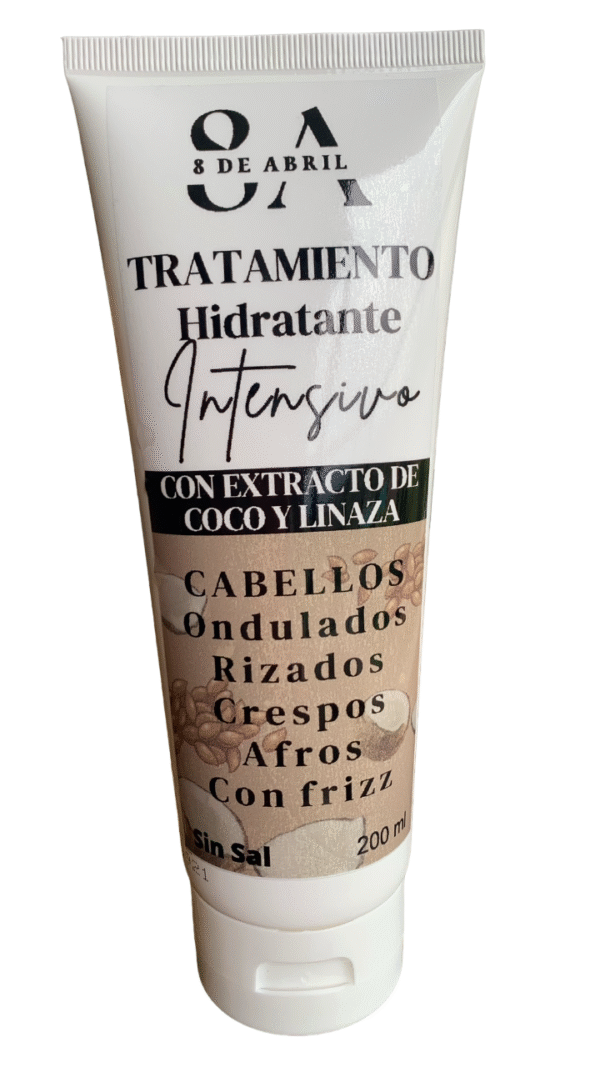 8A
8 DE ABRIL
TRATAMIENTO
Hidratante
Intensivo
CON EXTRACTO DE
COCO Y LINAZA
CABELLOS
Ondulados
Rizados
Crespos
Afros
Con frizz
Sin Sal
200 ml